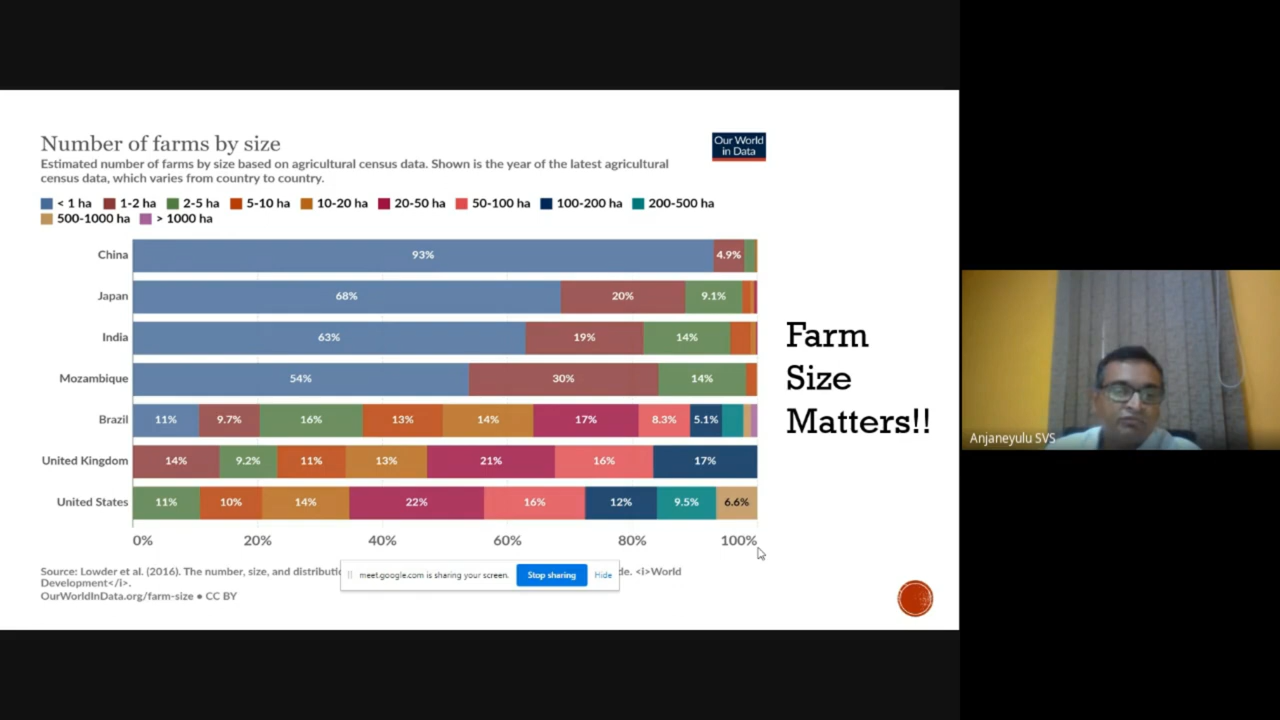 Number of farms by size
Our World
in Data
Estimated number of farms by size based on agricultural census data. Shown is the year of the latest agricultural
census data, which varies from country to country.
< 1 ha 1-2 ha 2-5 ha 5-10 ha 10-20 ha 20-50 ha 50-100 ha 100-200 ha 200-500 ha
500-1000 ha > 1000 ha
China 93% 4.9%
Japan 68% 20% 9.1%
India 63% 19% 14%
Mozambique 54% 30% 14%
Brazil 11% 9.7% 16% 13% 14% 17% 8.3% 5.1%
United Kingdom 14% 9.2% 11% 13% 21% 16% 17%
United States 11% 10% 14% 22% 16% 12% 9.5% 6.6%
0% 20% 40% 60% 80% 100%
Farm
Size
Matters!!
Source: Lowder et al. (2016). The number, size, and distributi de. <i>World
Development</i>.
OurWorldInData.org/farm-size • CC BY
meet.google.com is sharing your screen. Stop sharing Hide
Anjaneyulu SVS